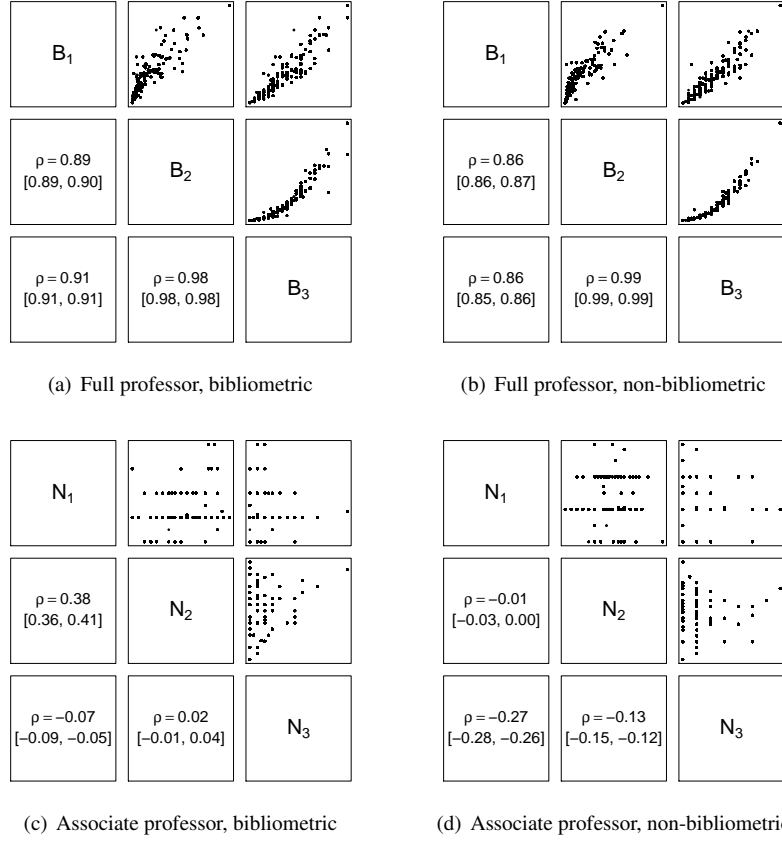 B1
ρ = 0.89
[0.89, 0.90]
B2
ρ = 0.91
[0.91, 0.91]
ρ = 0.98
[0.98, 0.98]
B3
(a) Full professor, bibliometric
B1
ρ = 0.86
[0.86, 0.87]
B2
ρ = 0.86
[0.85, 0.86]
ρ = 0.99
[0.99, 0.99]
B3
(b) Full professor, non-bibliometric
N1
ρ = 0.38
[0.36, 0.41]
N2
ρ = −0.07
[−0.09, −0.05]
ρ = 0.02
[−0.01, 0.04]
N3
(c) Associate professor, bibliometric
N1
ρ = −0.01
[−0.03, 0.00]
N2
ρ = −0.27
[−0.28, −0.26]
ρ = −0.13
[−0.15, −0.12]
N3
(d) Associate professor, non-bibliometric